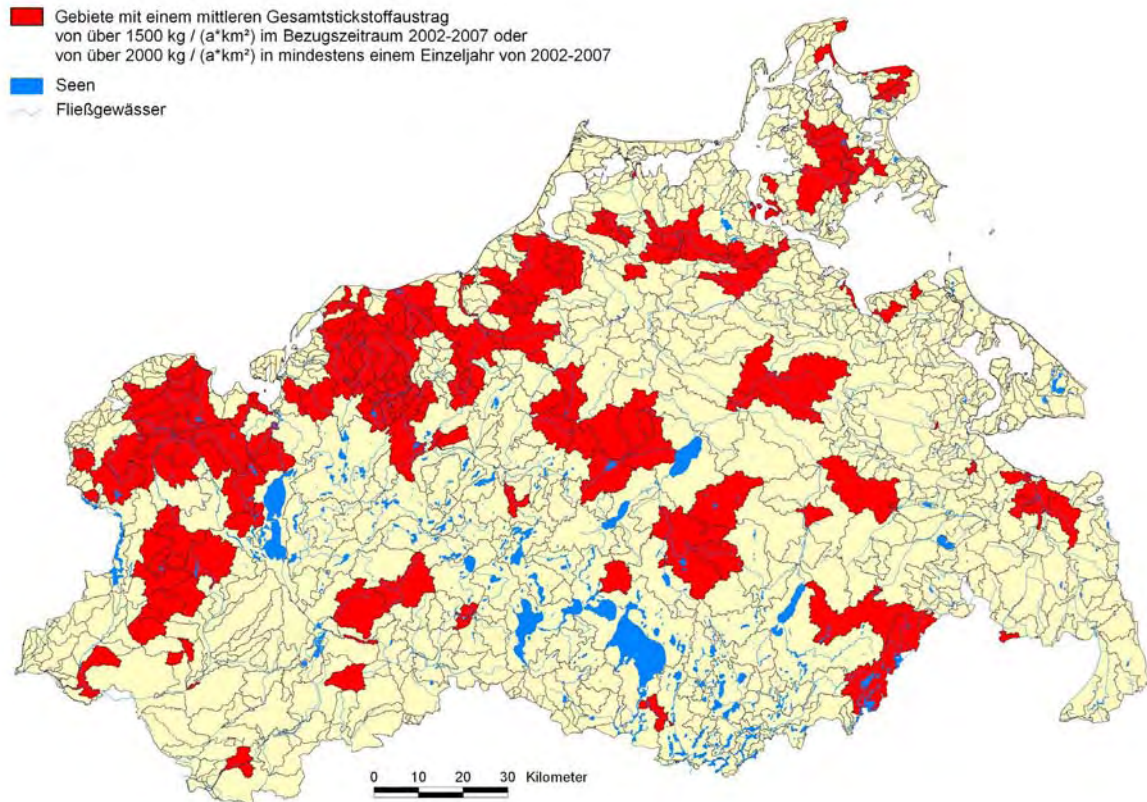 Gebiete mit einem mittleren Gesamtstickstoffaustrag
von über 1500 kg / (a*km²) im Bezugszeitraum 2002-2007 oder
von über 2000 kg / (a*km²) in mindestens einem Einzeljahr von 2002-2007
Seen
Fließgewässer
0 10 20 30 Kilometer